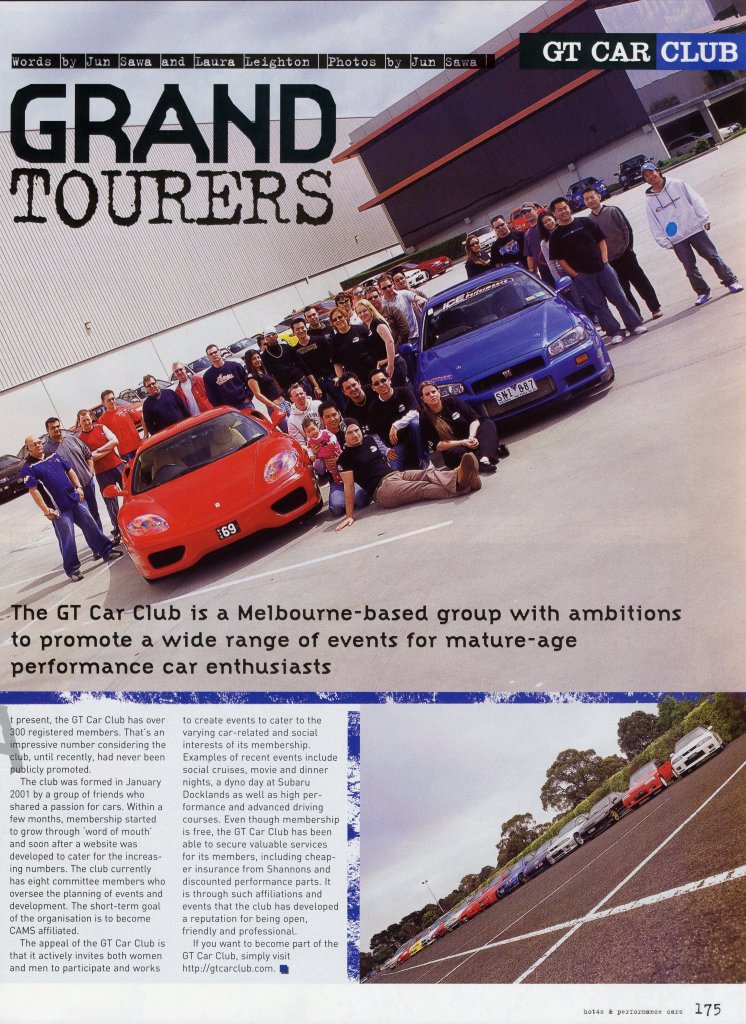 Words by Jun Sawa and Laura Leighton | Photos by Jun Sawa
GT CAR CLUB
GRAND
TOURERS
ICE Performance
SNI 087
69
The GT Car Club is a Melbourne-based group with ambitions
to promote a wide range of events for mature-age
performance car enthusiasts
At present, the GT Car Club has over
300 registered members. That's an
impressive number considering the
club, until recently, had never been
publicly promoted.
The club was formed in January
2001 by a group of friends who
shared a passion for cars. Within a
few months, membership started
to grow through 'word of mouth'
and soon after a website was
developed to cater for the increas-
ing numbers. The club currently
has eight committee members who
oversee the planning of events and
development. The short-term goal
of the organisation is to become
CAMS affiliated.
The appeal of the GT Car Club is
that it actively invites both women
and men to participate and works
to create events to cater to the
varying car-related and social
interests of its membership.
Examples of recent events include
social cruises, movie and dinner
nights, a dyno day at Subaru
Docklands as well as high per-
formance and advanced driving
courses. Even though membership
is free, the GT Car Club has been
able to secure valuable services
for its members, including cheap-
er insurance from Shannons and
discounted performance parts. It
is through such affiliations and
events that the club has developed
a reputation for being open,
friendly and professional.
If you want to become part of the
GT Car Club, simply visit
http://gtcarclub.com.
hot4s & performance cars 175